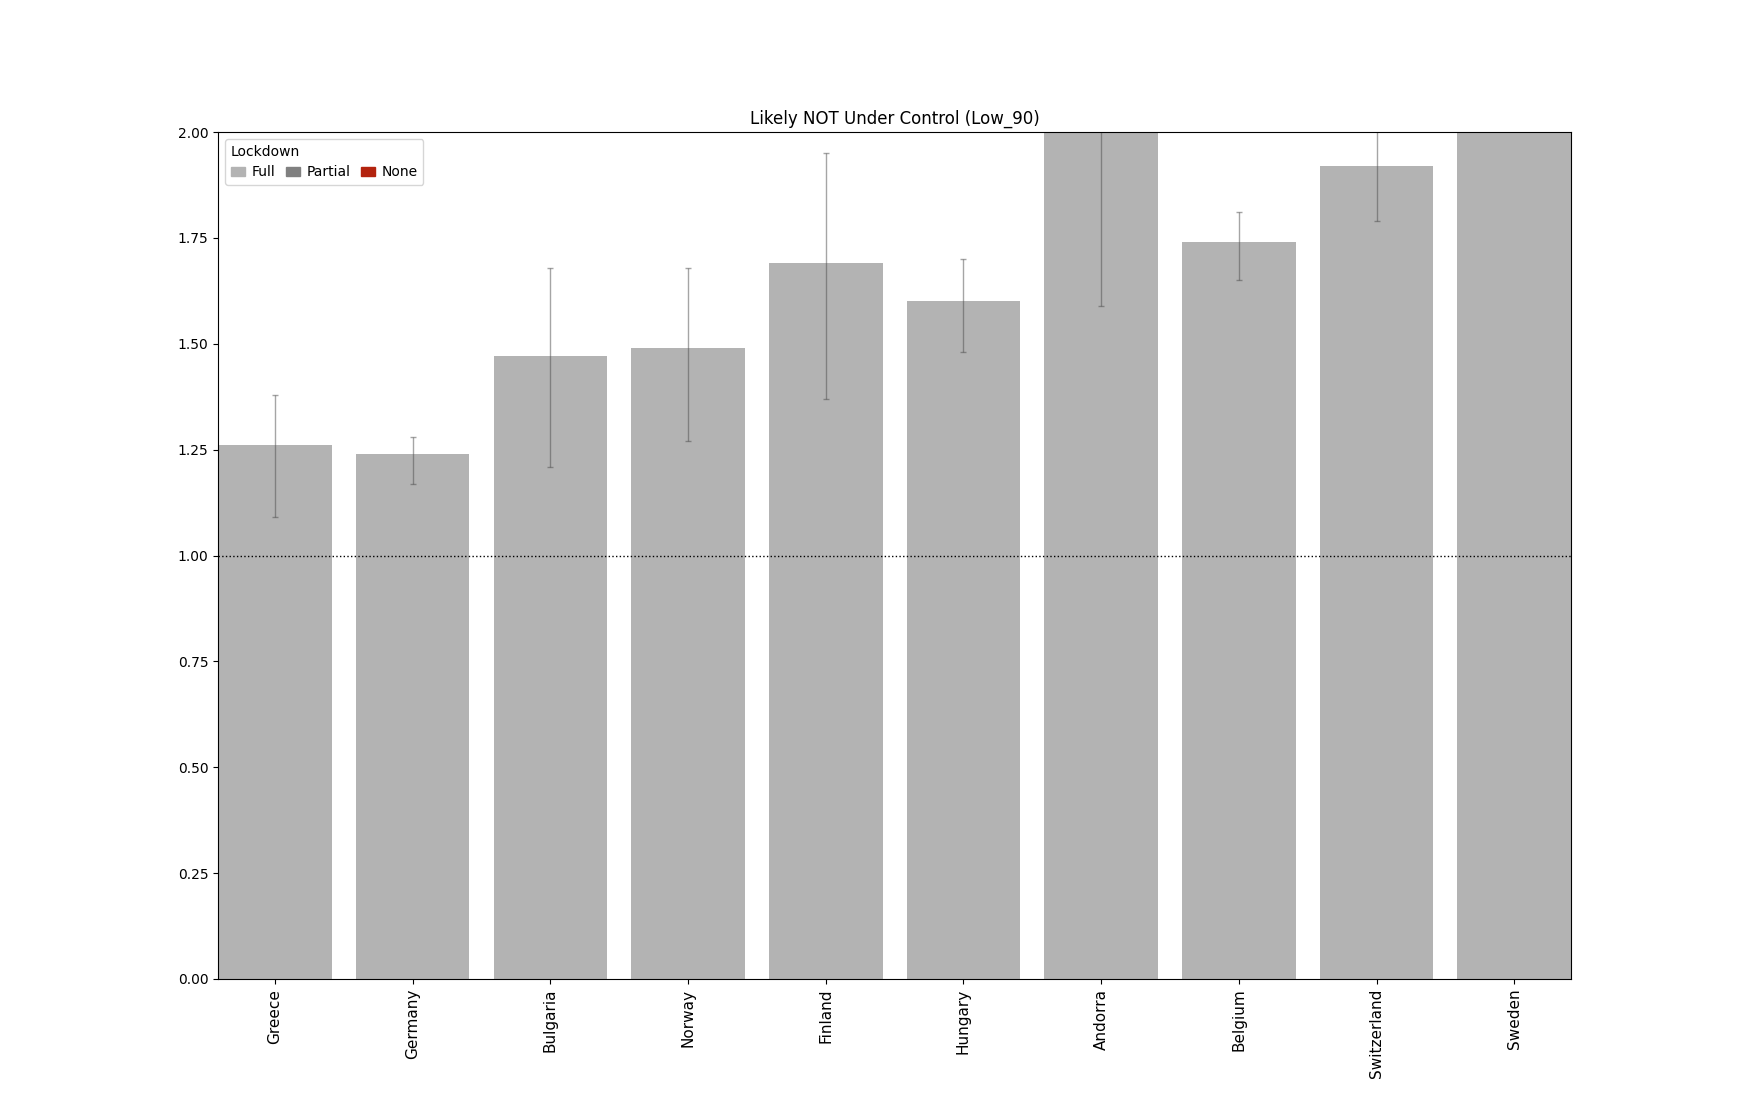 Likely NOT Under Control (Low_90)
Lockdown
Full Partial None
2.00
1.75
1.50
1.25
1.00
0.75
0.50
0.25
0.00
Greece
Germany
Bulgaria
Norway
Finland
Hungary
Andorra
Belgium
Switzerland
Sweden